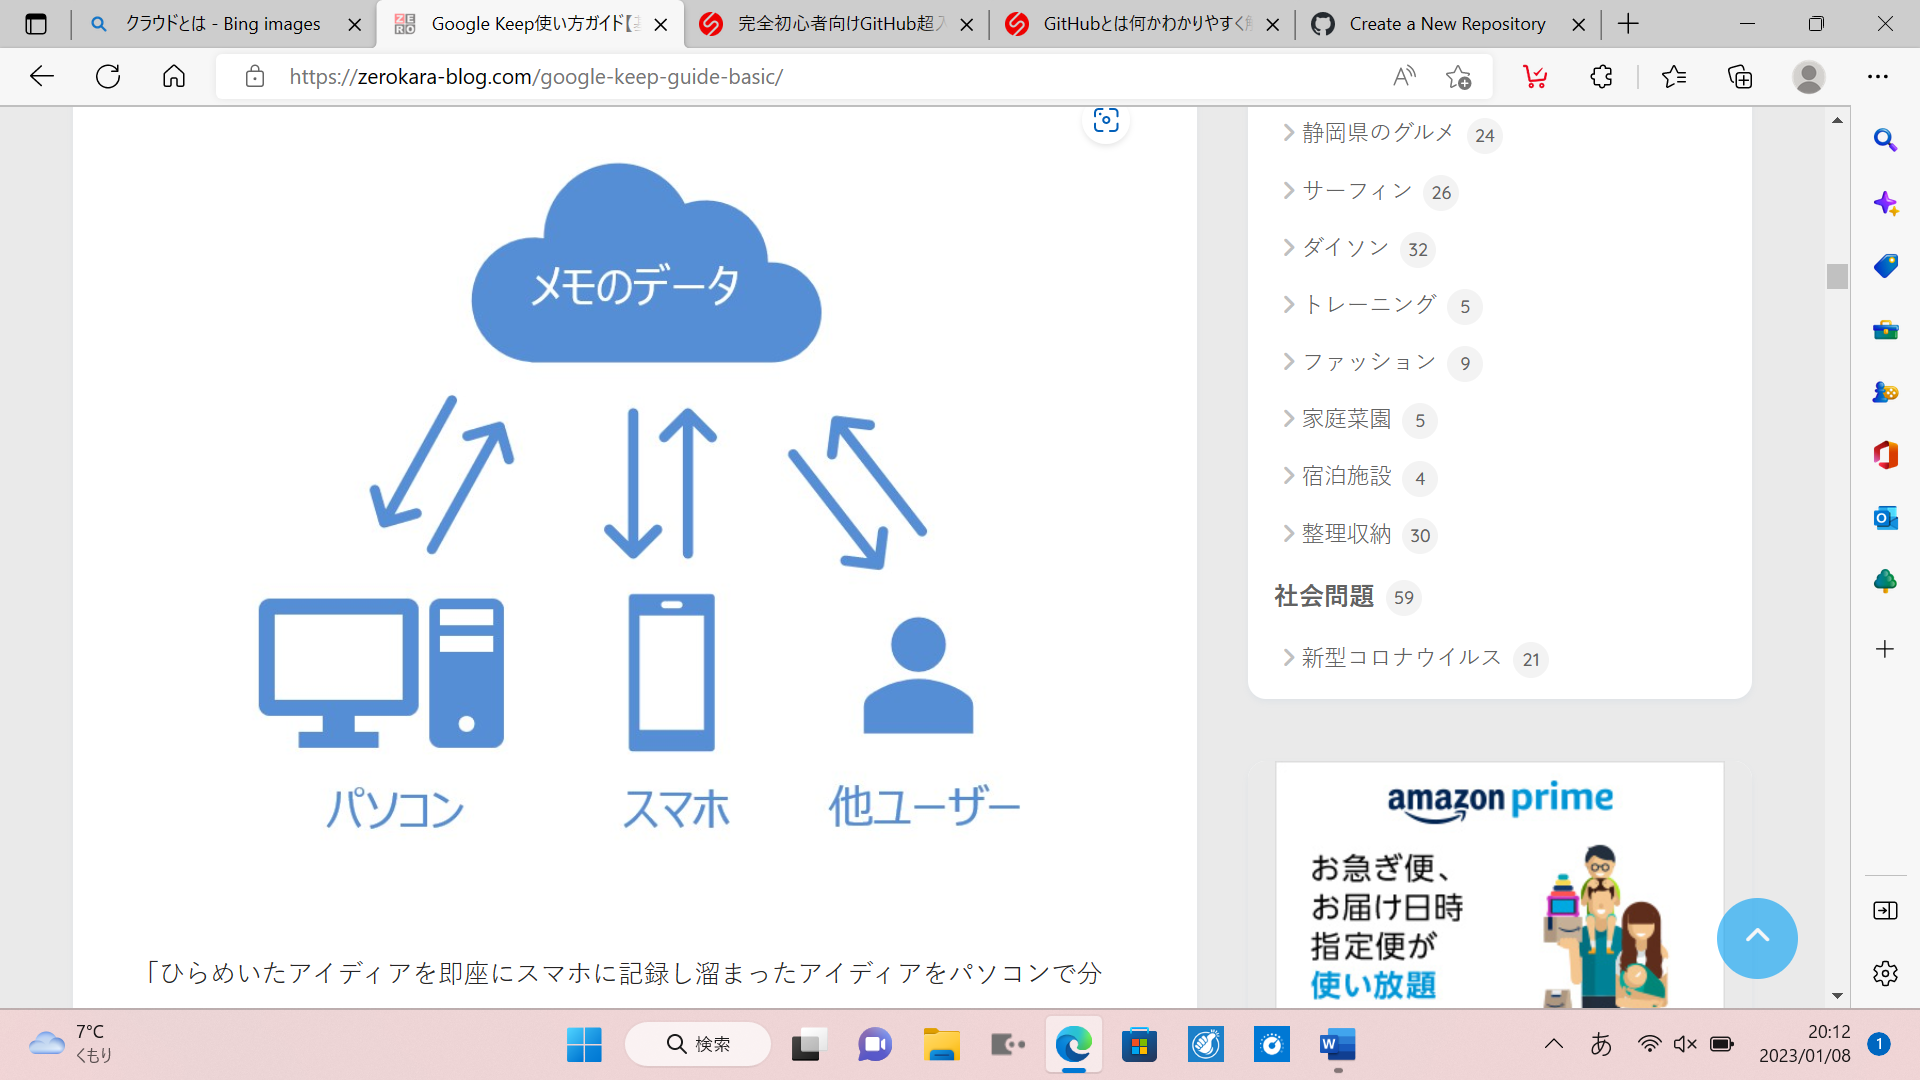 クラウドとは - Bing images
Google Keep使い方ガイド【基
完全初心者向けGitHub超入
GitHubとは何かわかりやすく解
Create a New Repository
https://zerokara-blog.com/google-keep-guide-basic/
メモのデータ
パソコン
スマホ
他ユーザー
「ひらめいたアイディアを即座にスマホに記録し溜まったアイディアをパソコンで分
静岡県のグルメ 24
サーフィン 26
ダイソン 32
トレーニング 5
ファッション 9
家庭菜園 5
宿泊施設 4
整理収納 30
社会問題 59
新型コロナウイルス 21
amazon prime
お急ぎ便、
お届け日時
指定便が
使い放題
7°C
くもり
検索
あ
20:12
2023/01/08
1